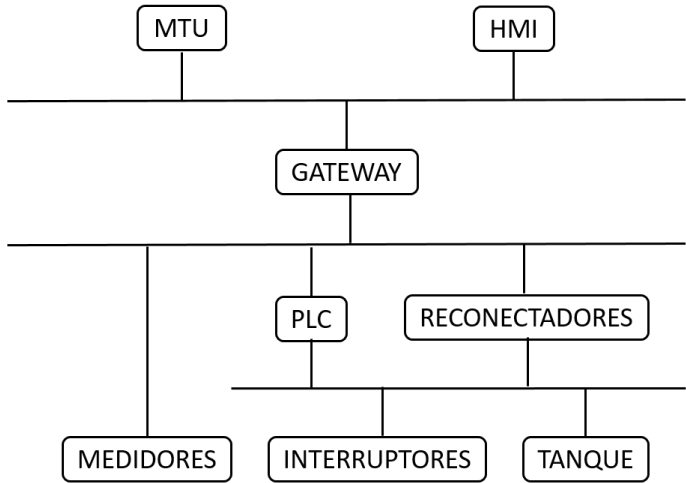 MTU
HMI
GATEWAY
PLC
RECONECTADORES
MEDIDORES
INTERRUPTORES
TANQUE